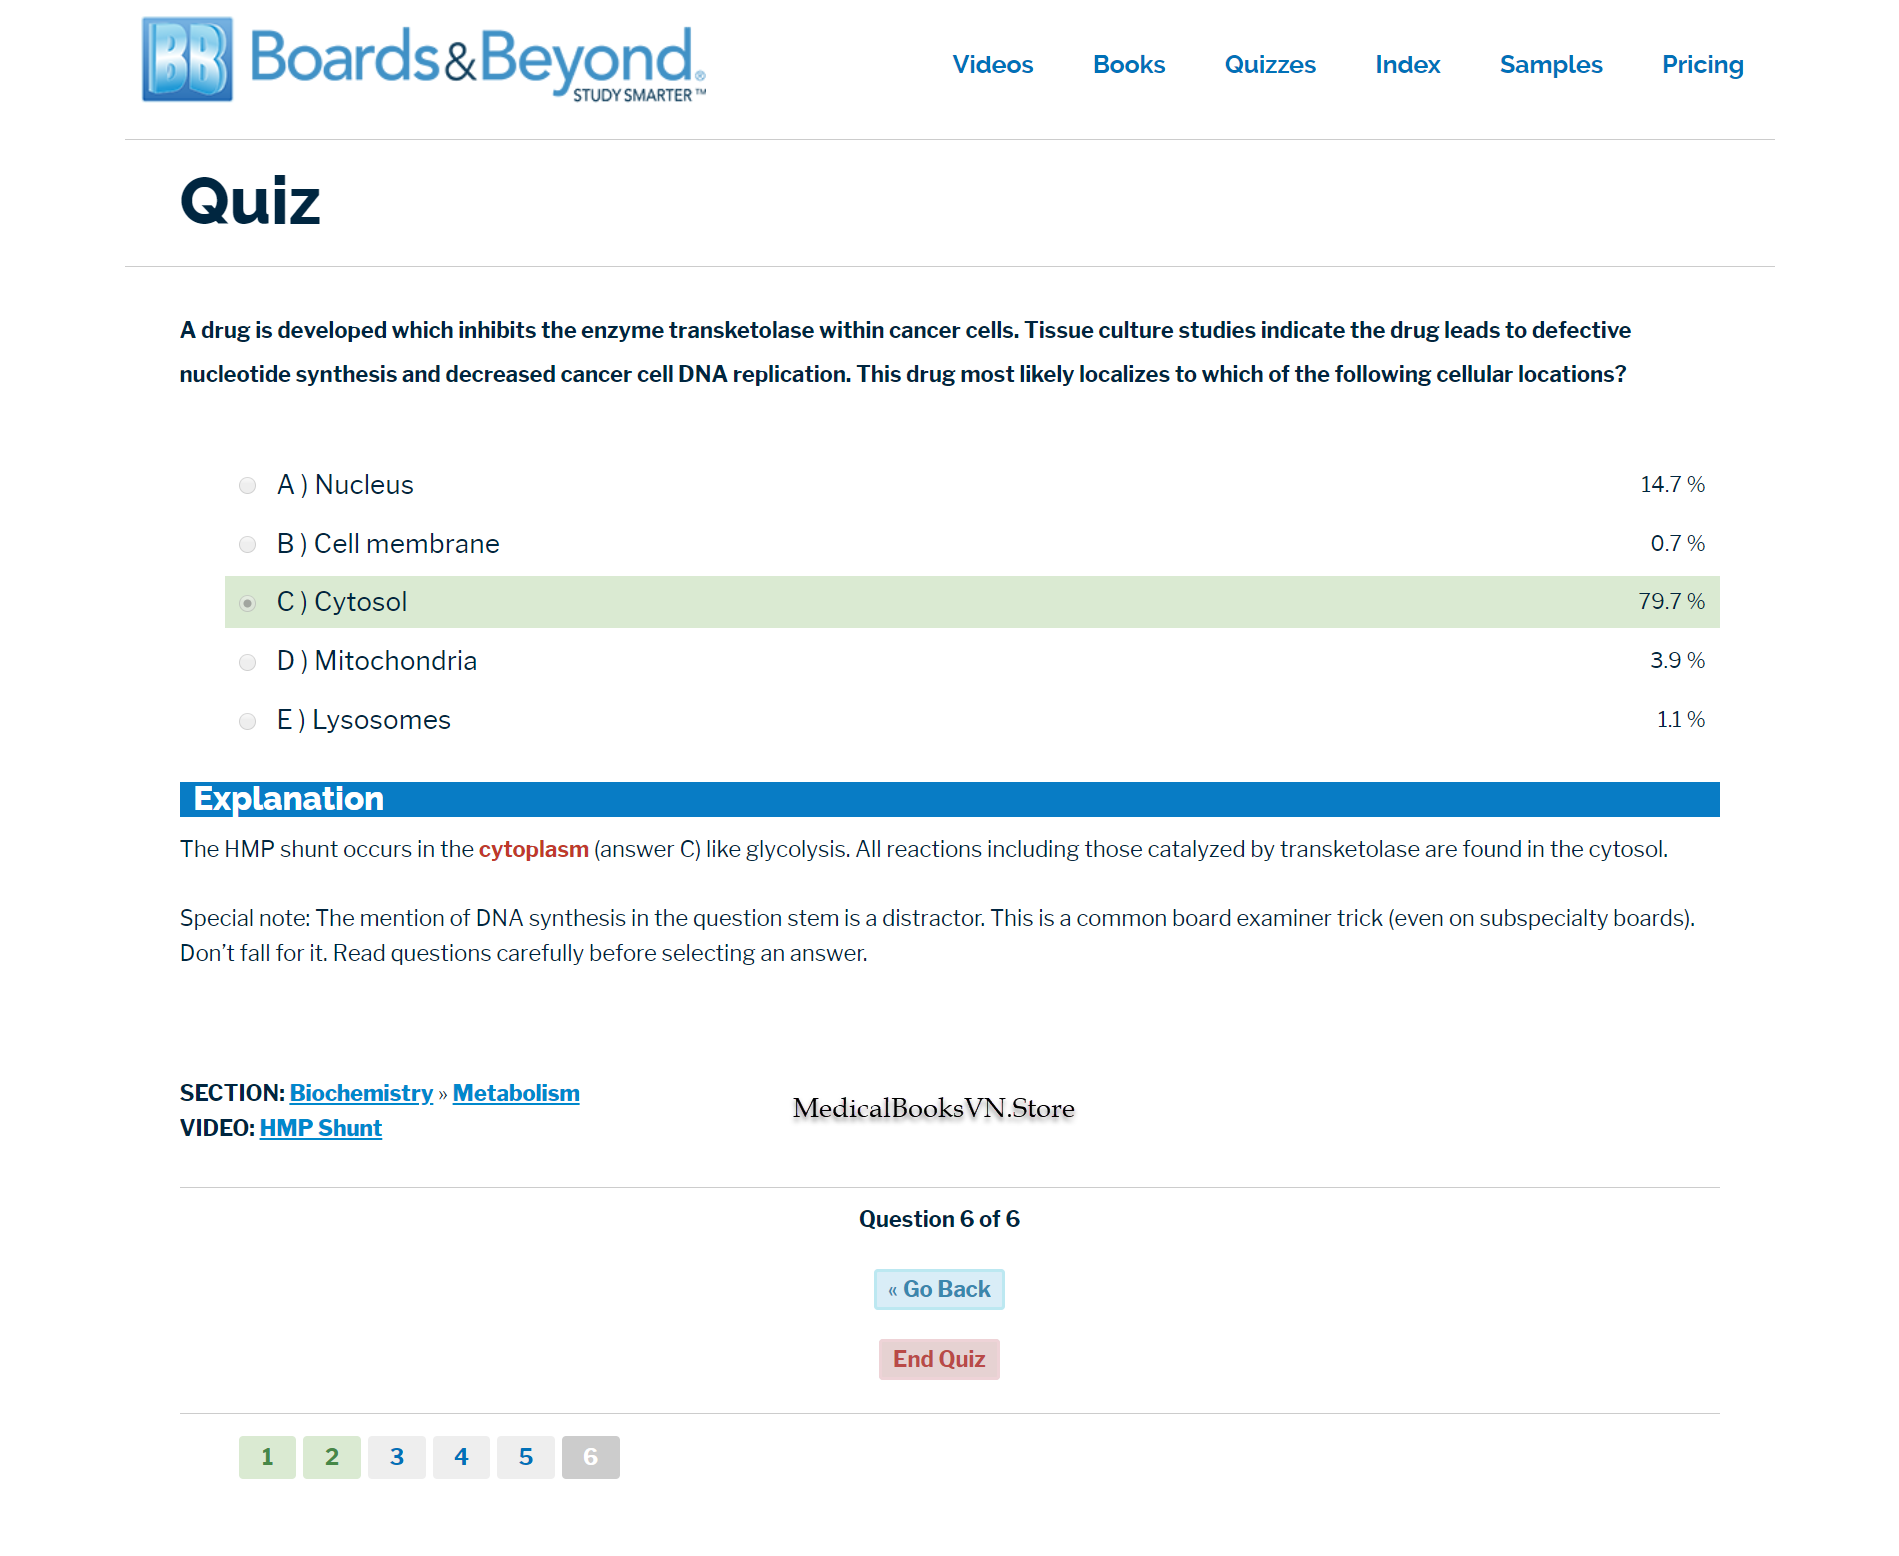 BB Boards&Beyond®
STUDY SMARTER™
Videos Books Quizzes Index Samples Pricing
Quiz
A drug is developed which inhibits the enzyme transketolase within cancer cells. Tissue culture studies indicate the drug leads to defective
nucleotide synthesis and decreased cancer cell DNA replication. This drug most likely localizes to which of the following cellular locations?
A ) Nucleus 14.7 %
B ) Cell membrane 0.7 %
C ) Cytosol 79.7 %
D ) Mitochondria 3.9 %
E ) Lysosomes 1.1 %
Explanation
The HMP shunt occurs in the cytoplasm (answer C) like glycolysis. All reactions including those catalyzed by transketolase are found in the cytosol.
Special note: The mention of DNA synthesis in the question stem is a distractor. This is a common board examiner trick (even on subspecialty boards).
Don’t fall for it. Read questions carefully before selecting an answer.
SECTION: Biochemistry » Metabolism
VIDEO: HMP Shunt
MedicalBooksVN.Store
Question 6 of 6
« Go Back
End Quiz
1 2 3 4 5 6